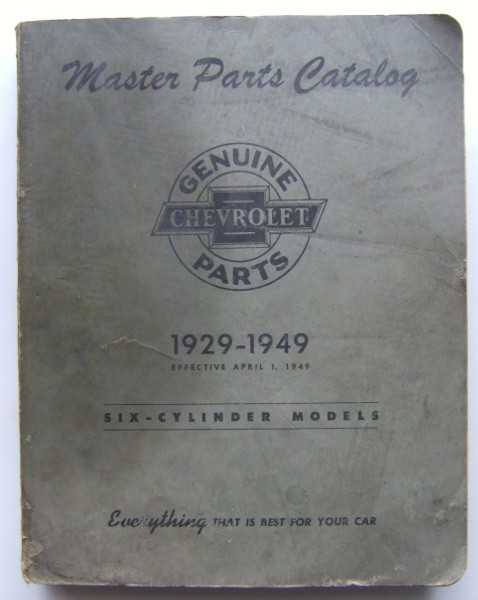 Master Parts Catalog
GENUINE
CHEVROLET
PARTS
1929-1949
EFFECTIVE APRIL 1, 1949
SIX-CYLINDER MODELS
Everything THAT IS BEST FOR YOUR CAR